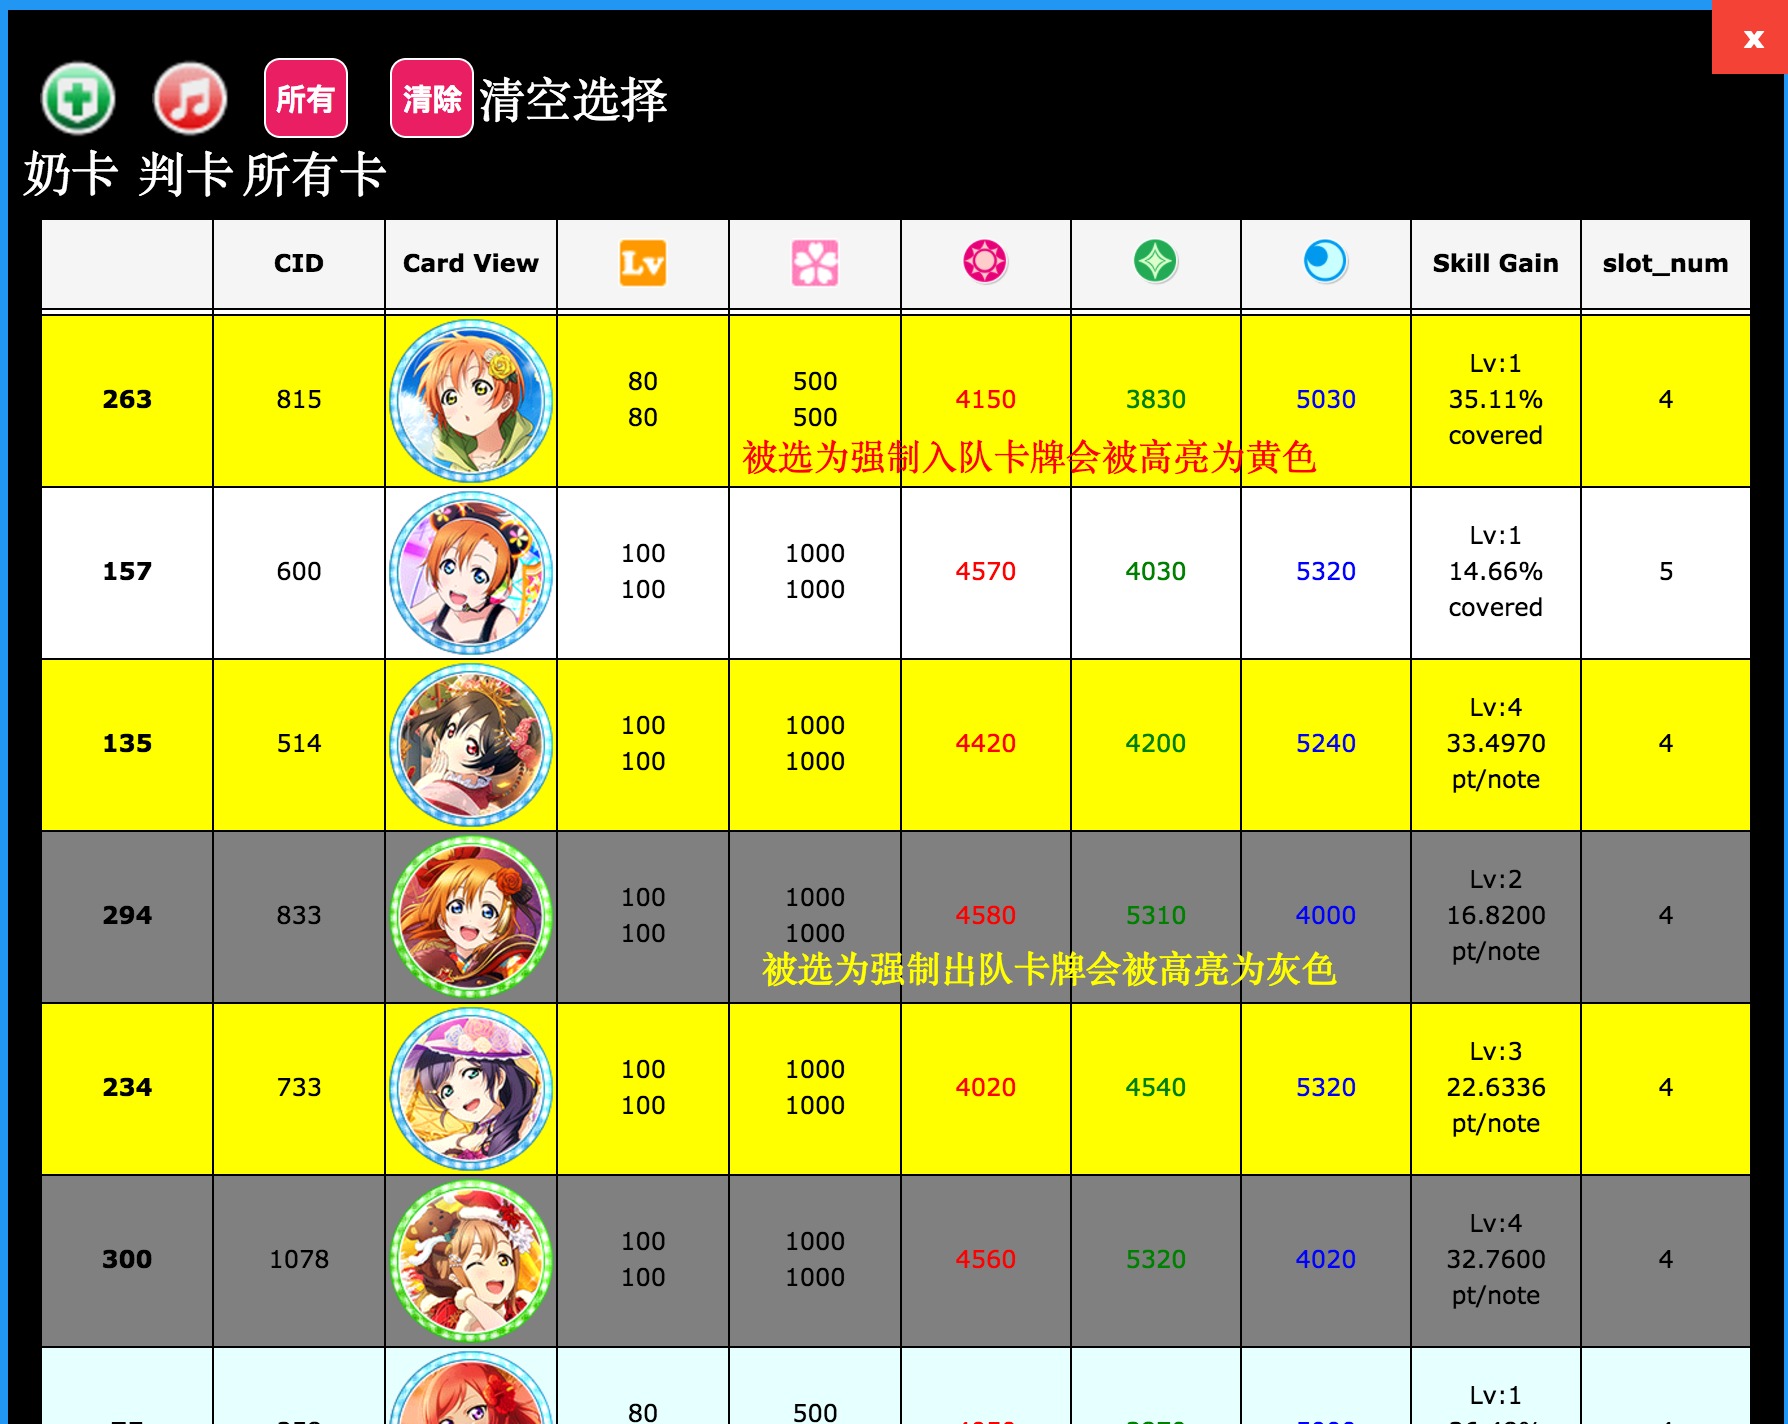 x
所有 清除 清空选择
奶卡 判卡 所有卡
CID Card View Lv Skill Gain slot_num
263 815 80 80 500 500 4150 3830 5030 Lv:1 35.11% covered 4
被选为强制入队卡牌会被高亮为黄色
157 600 100 100 1000 1000 4570 4030 5320 Lv:1 14.66% covered 5
135 514 100 100 1000 1000 4420 4200 5240 Lv:4 33.4970 pt/note 4
294 833 100 100 1000 1000 4580 5310 4000 Lv:2 16.8200 pt/note 4
被选为强制出队卡牌会被高亮为灰色
234 733 100 100 1000 1000 4020 4540 5320 Lv:3 22.6336 pt/note 4
300 1078 100 100 1000 1000 4560 5320 4020 Lv:4 32.7600 pt/note 4
80 500 Lv:1